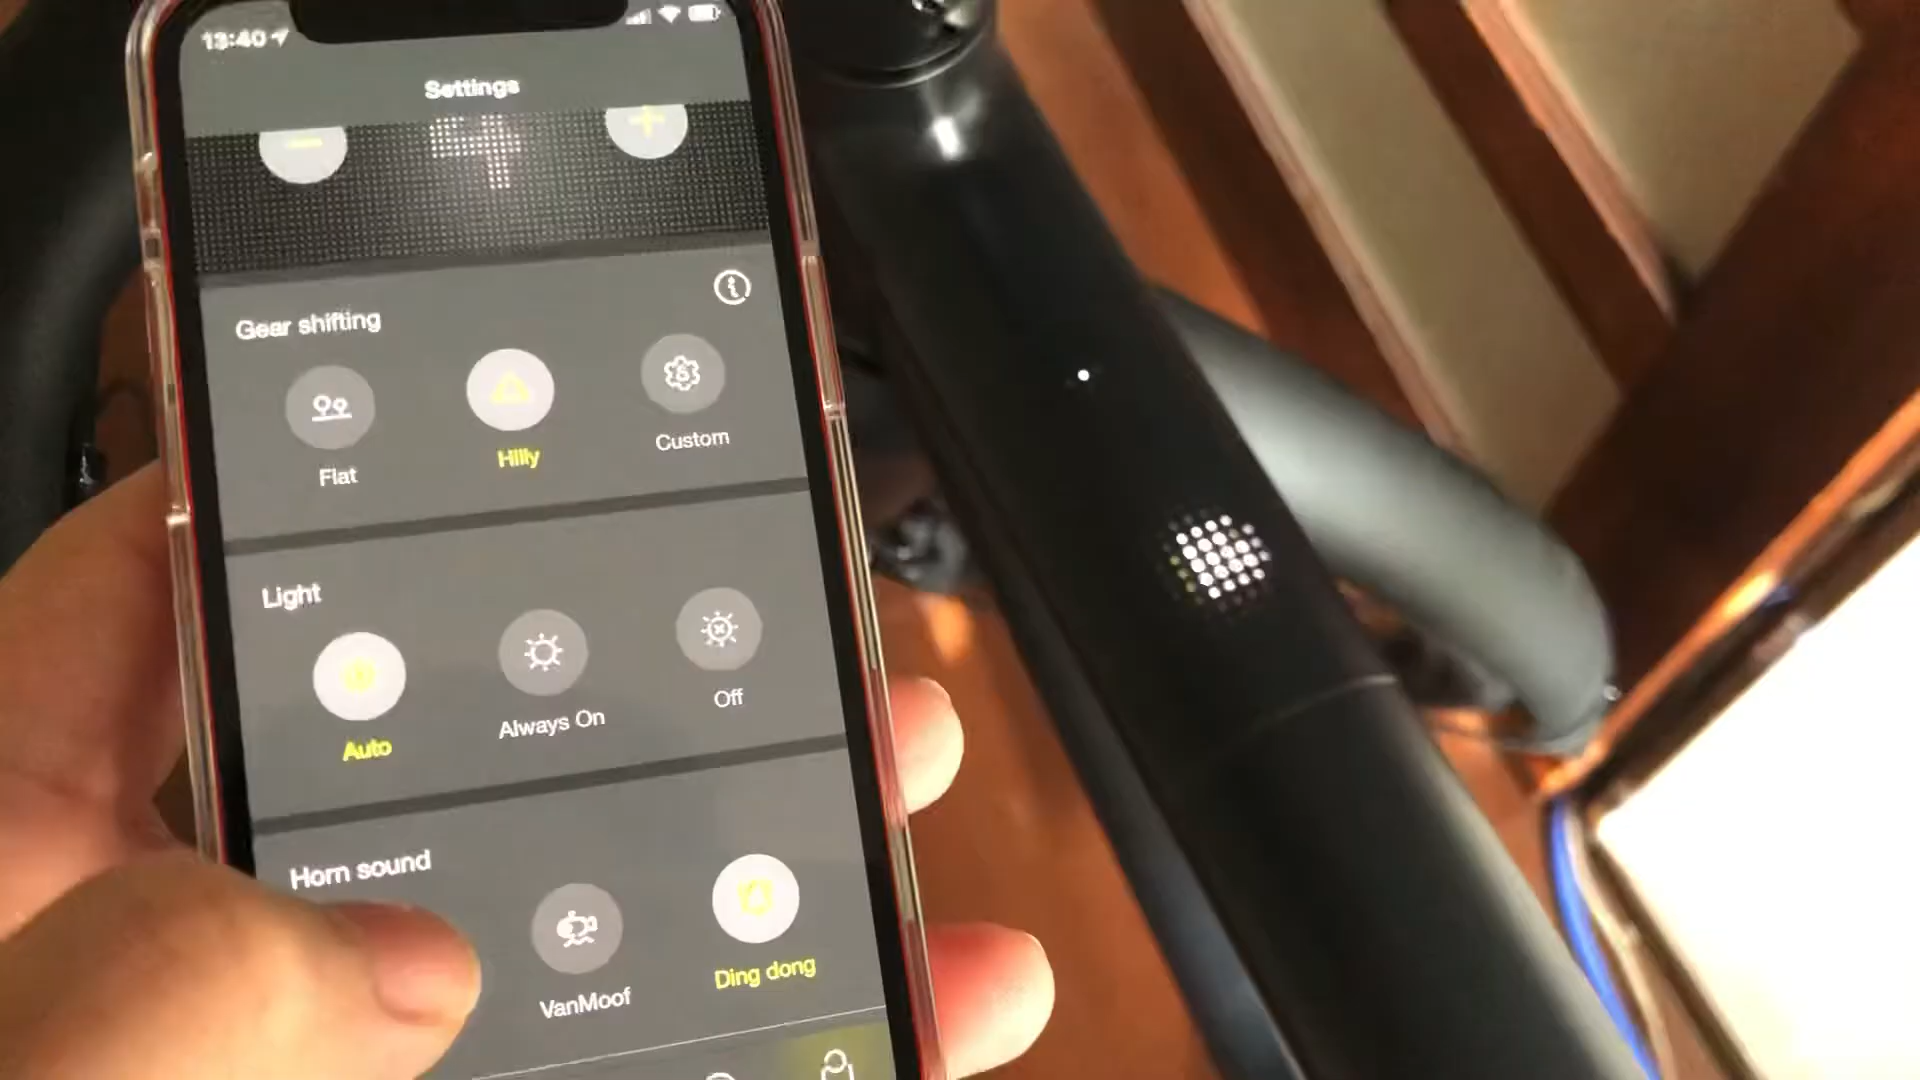 13:40
Settings
Gear shifting
Flat
Hilly
Custom
Light
Auto
Always On
Off
Horn sound
VanMoof
Ding dong